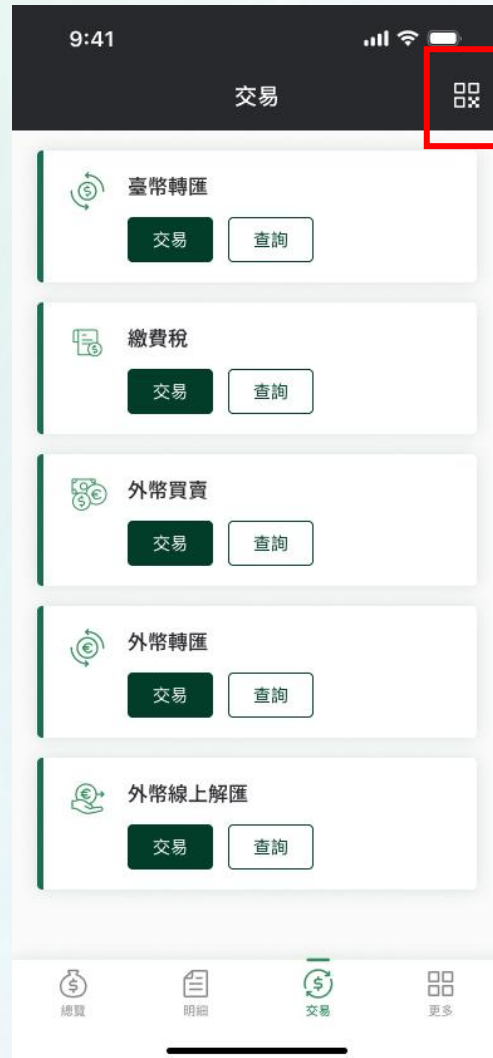 9:41
交易
臺幣轉匯
交易 查詢
繳費稅
交易 查詢
外幣買賣
交易 查詢
外幣轉匯
交易 查詢
外幣線上解匯
交易 查詢
總覽 明細 交易 更多